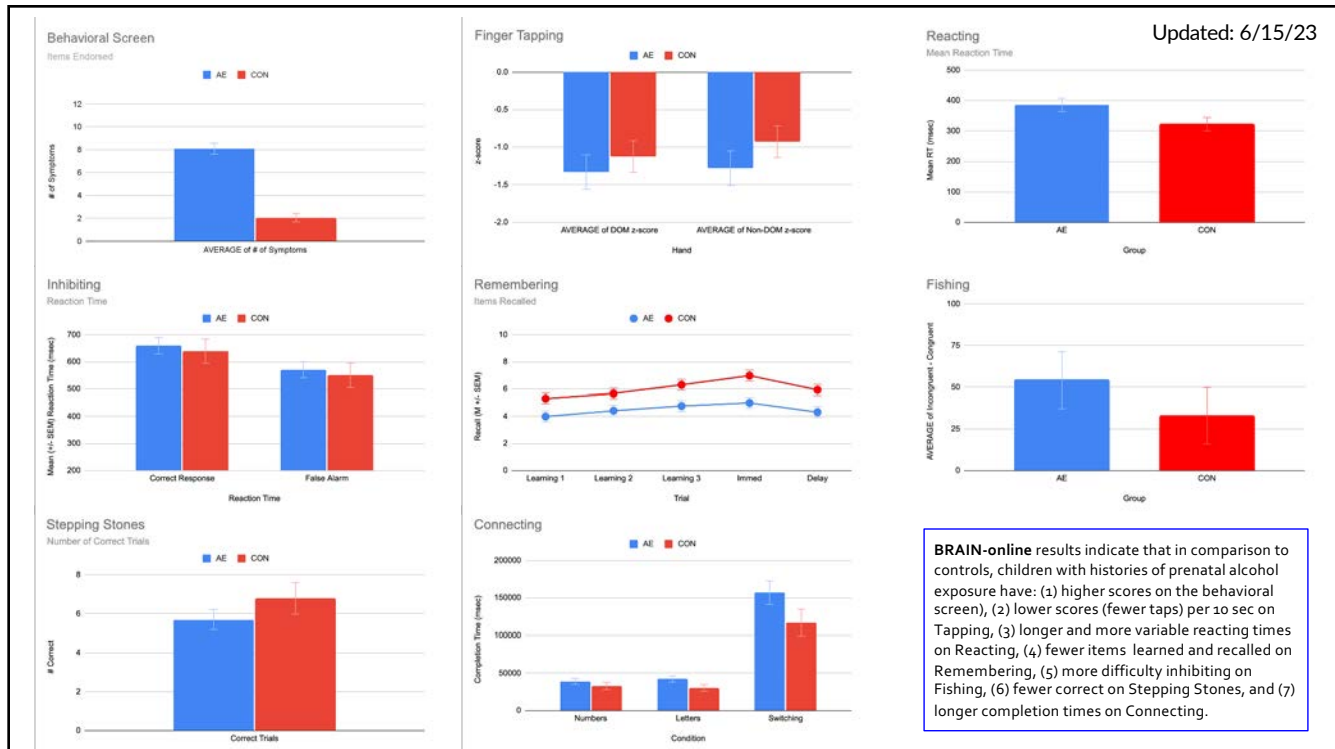 Updated: 6/15/23
Behavioral Screen
Items Endorsed
AE CON
12
10
8
6
4
2
0
# of Symptoms
AVERAGE of # of Symptoms
Finger Tapping
AE CON
0.0
-0.5
-1.0
-1.5
-2.0
z-score
AVERAGE of DOM z-score AVERAGE of Non-DOM z-score
Hand
Reacting
Mean Reaction Time
500
400
300
200
100
0
Mean RT (msec)
AE CON
Group
Inhibiting
Reaction Time
AE CON
700
600
500
400
300
200
Mean (+/- SEM) Reaction Time (msec)
Correct Response False Alarm
Reaction Time
Remembering
Items Recalled
AE CON
10
8
6
4
2
0
Recall (M +/- SEM)
Learning 1 Learning 2 Learning 3 Immed Delay
Trial
Fishing
100
75
50
25
0
AVERAGE of Incongruent - Congruent
AE CON
Group
Stepping Stones
Number of Correct Trials
AE CON
8
6
4
2
0
# Correct
Correct Trials
Connecting
AE CON
200000
150000
100000
50000
0
Completion Time (msec)
Numbers Letters Switching
Condition
BRAIN-online results indicate that in comparison to
controls, children with histories of prenatal alcohol
exposure have: (1) higher scores on the behavioral
screen), (2) lower scores (fewer taps) per 10 sec on
Tapping, (3) longer and more variable reacting times
on Reacting, (4) fewer items learned and recalled on
Remembering, (5) more difficulty inhibiting on
Fishing, (6) fewer correct on Stepping Stones, and (7)
longer completion times on Connecting.